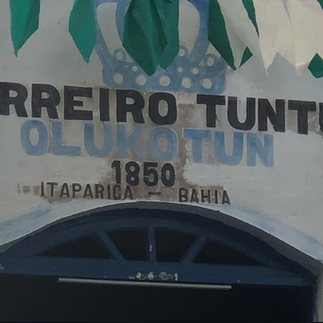 RREIRO TUNT
OLUKOTUN
1850
ITAPARICA - BAHIA